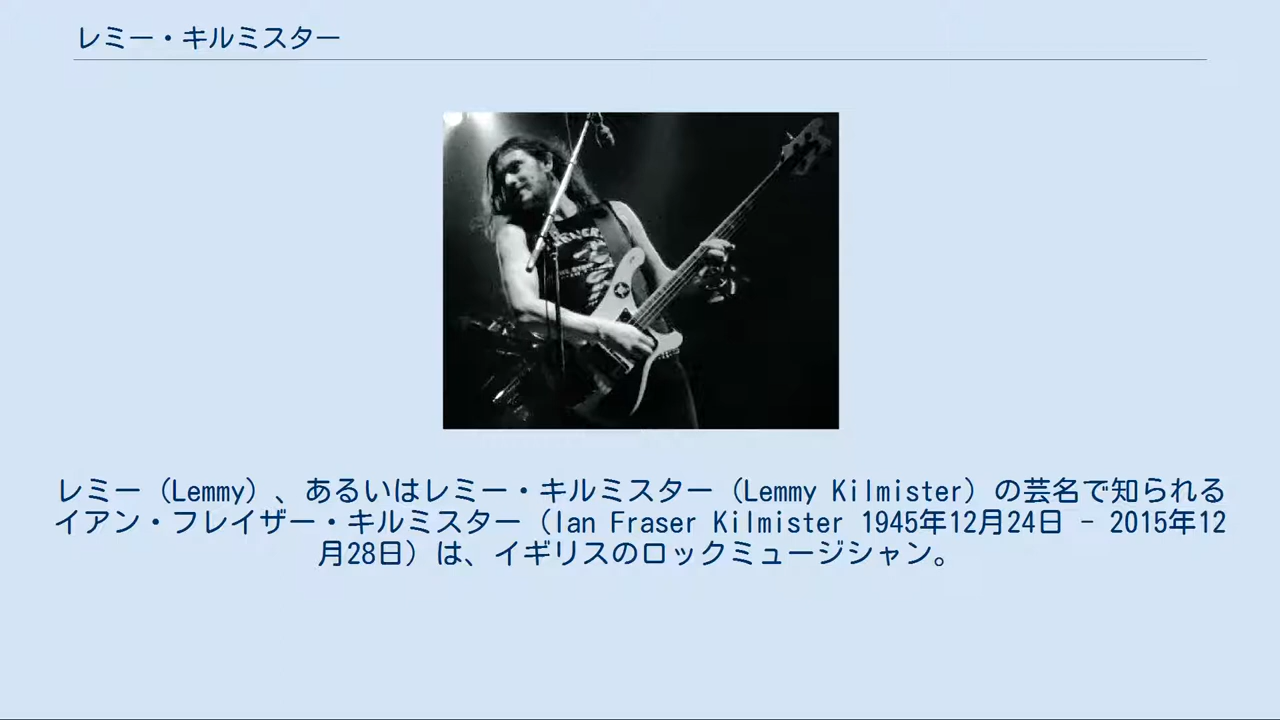 レミー・キルミスター
レミー（Lemmy）、あるいはレミー・キルミスター（Lemmy Kilmister）の芸名で知られる
イアン・フレイザー・キルミスター（Ian Fraser Kilmister 1945年12月24日 - 2015年12
月28日）は、イギリスのロックミュージシャン。